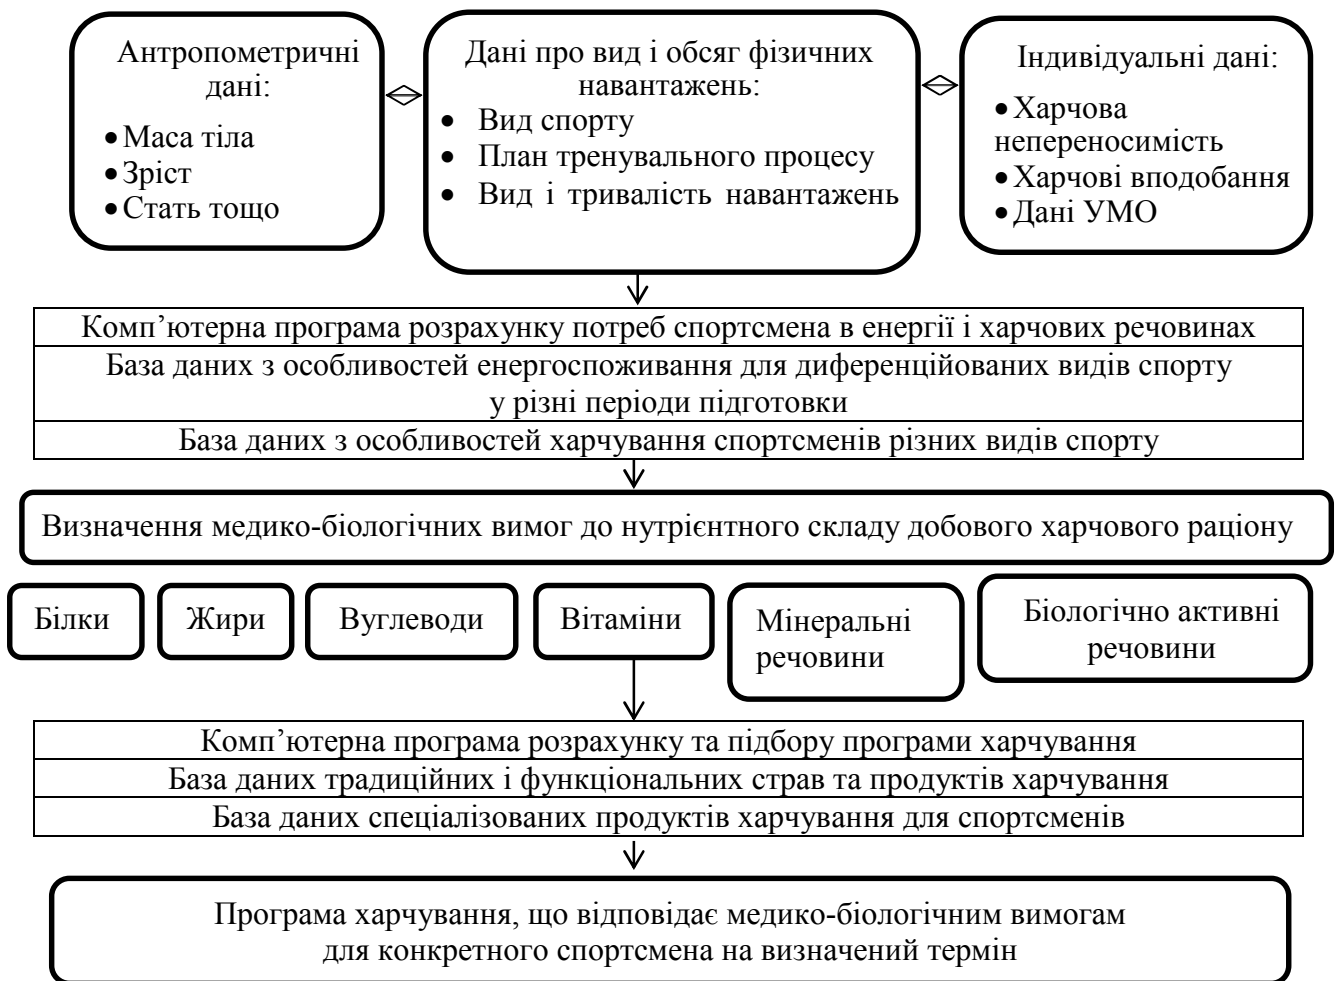 Антропометричні
дані:
•Маса тіла
•Зріст
•Стать тощо
Дані про вид і обсяг фізичних
навантажень:
• Вид спорту
• План тренувального процесу
• Вид і тривалість навантажень
Індивідуальні дані:
•Харчова
непереносимість
•Харчові вподобання
•Дані УМО
Комп’ютерна програма розрахунку потреб спортсмена в енергії і харчових речовинах
База даних з особливостей енергоспоживання для диференційованих видів спорту
у різні періоди підготовки
База даних з особливостей харчування спортсменів різних видів спорту
Визначення медико-біологічних вимог до нутрієнтного складу добового харчового раціону
Білки
Жири
Вуглеводи
Вітаміни
Мінеральні
речовини
Біологічно активні
речовини
Комп’ютерна програма розрахунку та підбору програми харчування
База даних традиційних і функціональних страв та продуктів харчування
База даних спеціалізованих продуктів харчування для спортсменів
Програма харчування, що відповідає медико-біологічним вимогам
для конкретного спортсмена на визначений термін